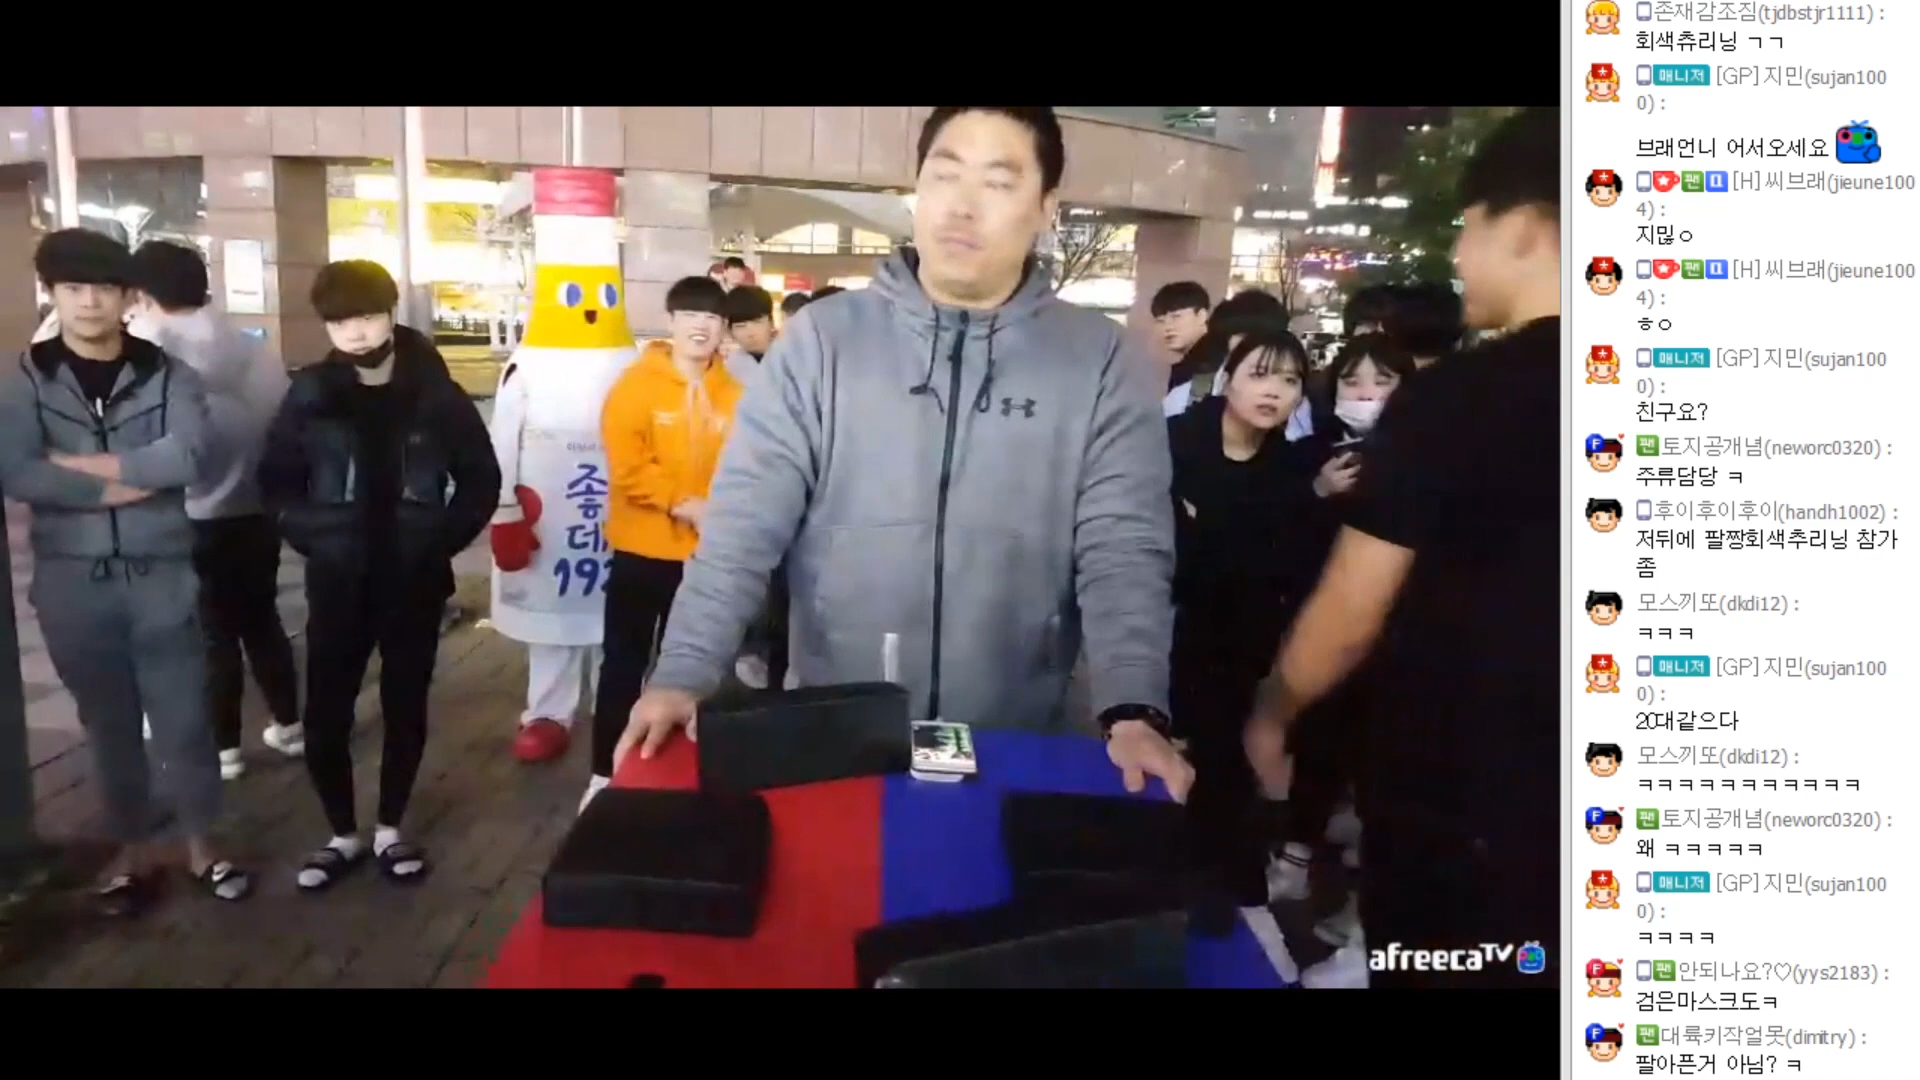 좋
데
192
afreecaTV
존재감조짐(tjdbstjr1111) :
회색츄리닝 ㄱㄱ
매니저 [GP]지민(sujan100
0) :
브래언니 어서오세요
팬 [H]씨브래(jieune100
4) :
지밍ㅇ
팬 [H]씨브래(jieune100
4) :
ㅎㅇ
매니저 [GP]지민(sujan100
0) :
친구요?
팬 토지공개념(neworc0320) :
주류담당 ㅋ
후이후이후이(handh1002) :
저뒤에 팔짱회색추리닝 참가
좀
모스끼또(dkdi12) :
ㅋㅋㅋ
매니저 [GP]지민(sujan100
0) :
20대같으다
모스끼또(dkdi12) :
ㅋㅋㅋㅋㅋㅋㅋㅋㅋㅋㅋ
팬 토지공개념(neworc0320) :
왜 ㅋㅋㅋㅋㅋ
매니저 [GP]지민(sujan100
0) :
ㅋㅋㅋㅋ
팬 안되나요?♡(yys2183) :
검은마스크도ㅋ
팬 대륙키작얼못(dimitry) :
팔아픈거 아님? ㅋ